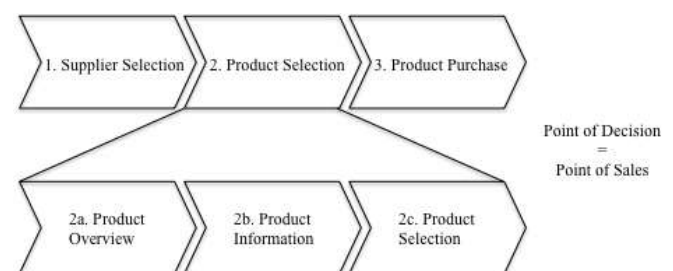 1. Supplier Selection
2. Product Selection
3. Product Purchase
Point of Decision
=
Point of Sales
2a. Product
Overview
2b. Product
Information
2c. Product
Selection